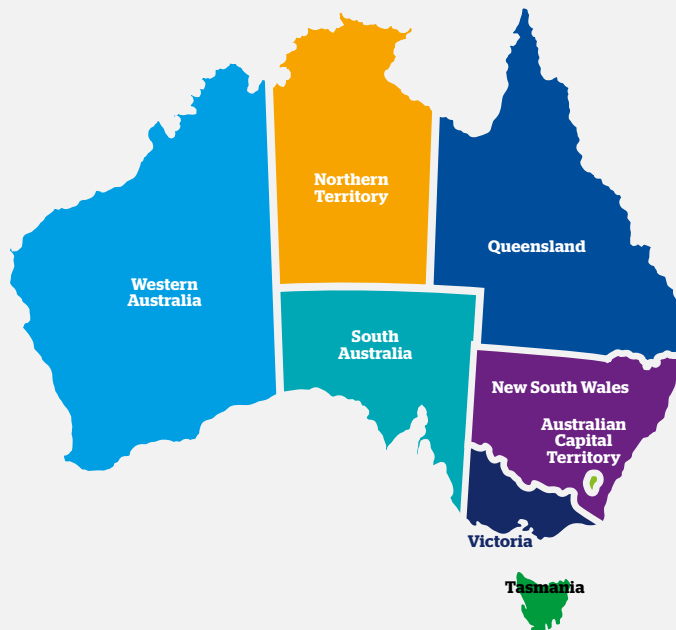 Northern
Territory
Queensland
Western
Australia
South
Australia
New South Wales
Australian
Capital
Territory
Victoria
Tasmania